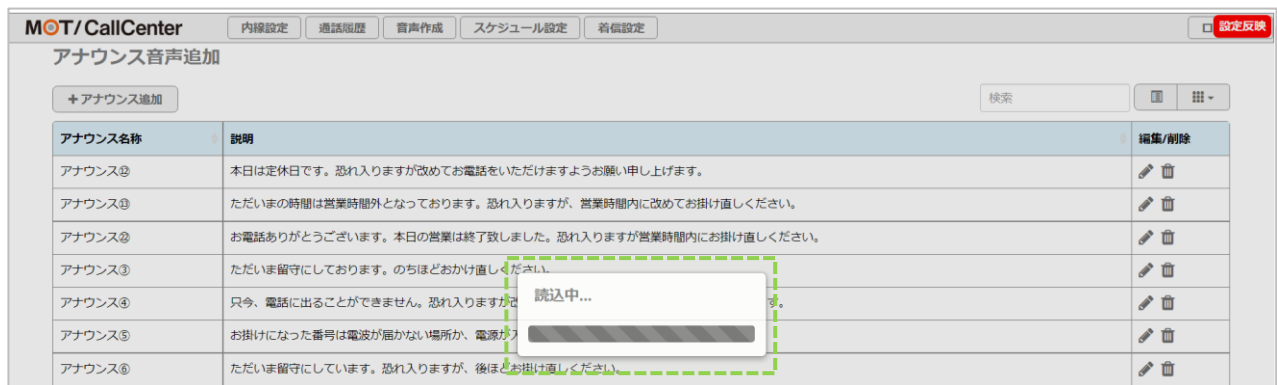 MOT/CallCenter 内線設定 通話履歴 音声作成 スケジュール設定 着信設定 設定反映
アナウンス音声追加
+アナウンス追加 検索
アナウンス名称 説明 編集/削除
アナウンス⑫ 本日は定休日です。恐れ入りますが改めてお電話をいただけますようお願い申し上げます。
アナウンス⑬ ただいまの時間は営業時間外となっております。恐れ入りますが、営業時間内に改めてお掛け直しください。
アナウンス㉒ お電話ありがとうございます。本日の営業は終了致しました。恐れ入りますが営業時間内にお掛け直しください。
アナウンス③ ただいま留守にしております。のちほどおかけ直しください。
アナウンス④ 只今、電話に出ることができません。恐れ入りますが す。
読込中...
アナウンス⑤ お掛けになった番号は電波が届かない場所か、電源が
アナウンス⑥ ただいま留守にしています。恐れ入りますが、後ほどお掛け直しください。